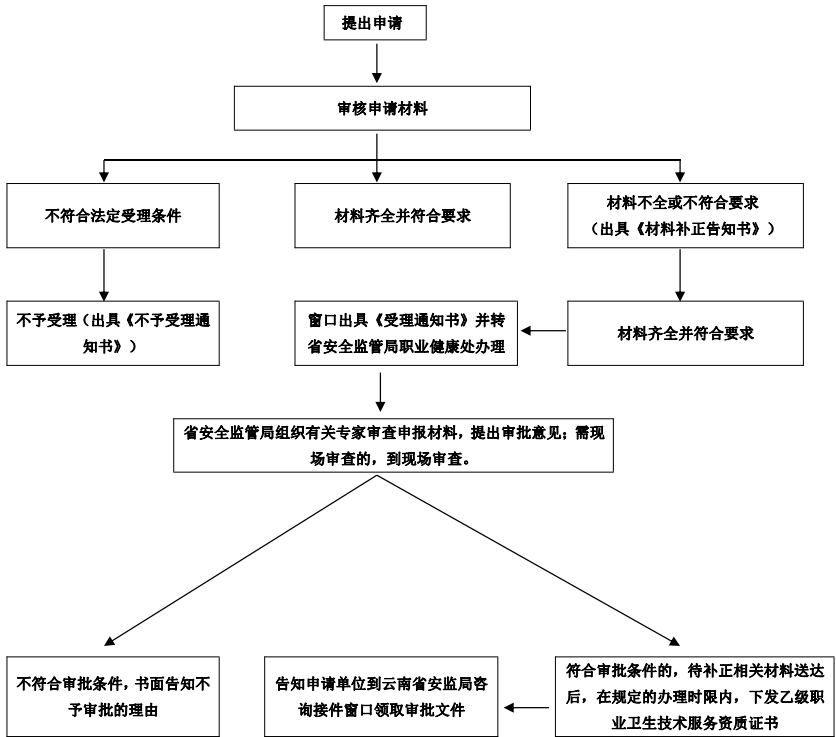 提出申请
审核申请材料
不符合法定受理条件
材料齐全并符合要求
材料不全或不符合要求
（出具《材料补正告知书》）
不予受理（出具《不予受理通
知书》）
窗口出具《受理通知书》并转
省安全监管局职业健康处办理
材料齐全并符合要求
省安全监管局组织有关专家审查申报材料，提出审批意见；需现
场审查的，到现场审查。
不符合审批条件，书面告知不
予审批的理由
告知申请单位到云南省安监局咨
询接件窗口领取审批文件
符合审批条件的，待补正相关材料送达
后，在规定的办理时限内，下发乙级职
业卫生技术服务资质证书